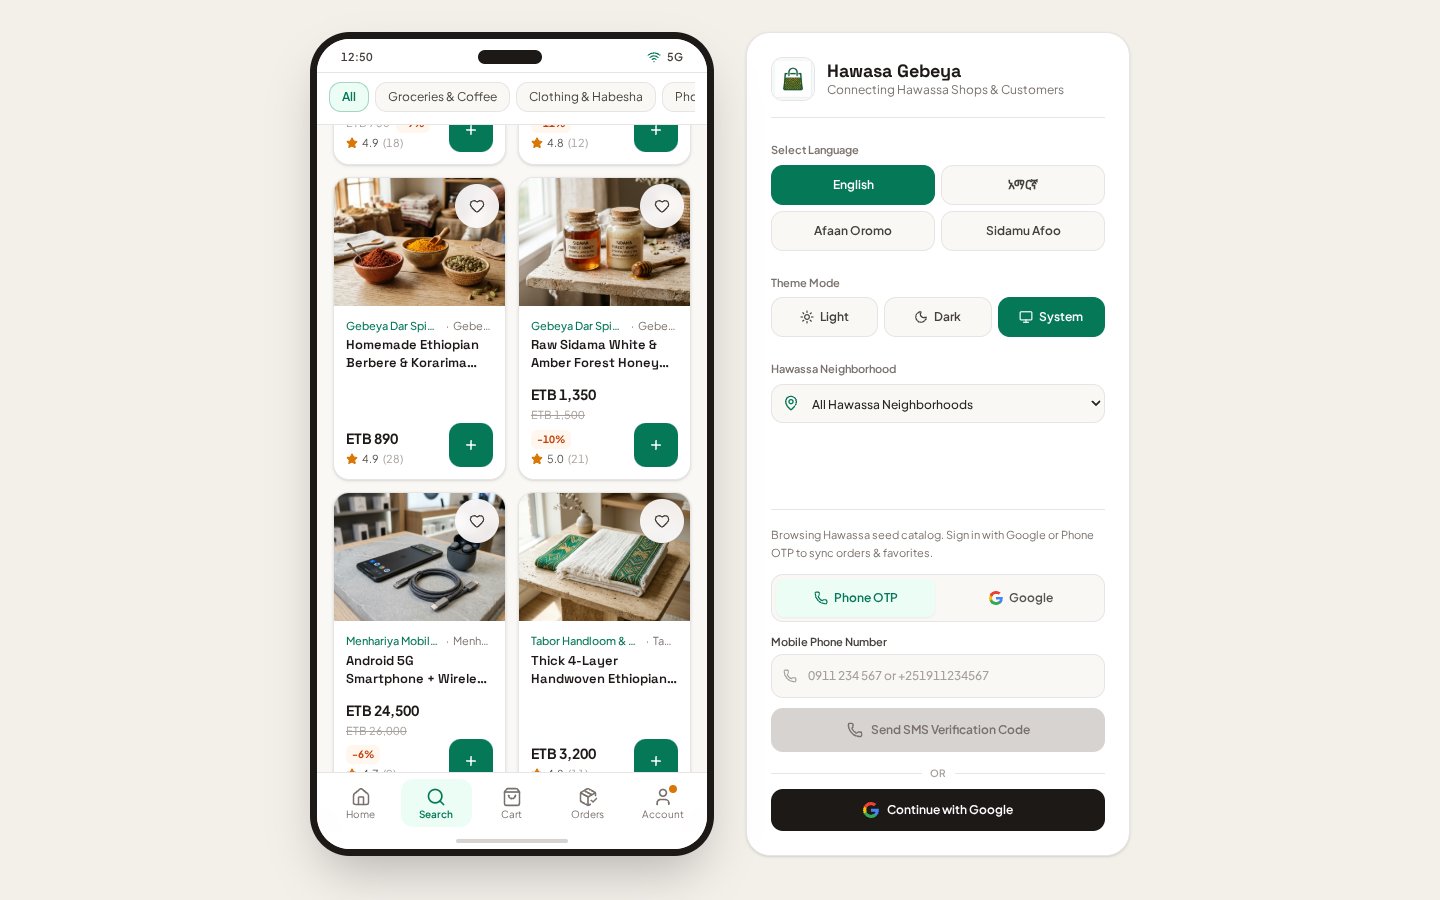 12:50
5G
All
Groceries & Coffee
Clothing & Habesha
Pho
-11%
4.9 (18)
4.8 (12)
SIDAMA
SIDAMA
Gebeya Dar Spi... · Gebe...
Homemade Ethiopian
Berbere & Korarima...
ETB 890
4.9 (28)
Gebeya Dar Spi... · Gebe...
Raw Sidama White &
Amber Forest Honey...
ETB 1,350
ETB 1,500
-10%
5.0 (21)
Menhariya Mobil... · Menh...
Android 5G
Smartphone + Wirele...
ETB 24,500
ETB 26,000
-6%
Tabor Handloom & ... · Ta...
Thick 4-Layer
Handwoven Ethiopian...
ETB 3,200
Home
Search
Cart
Orders
Account
Hawasa Gebeya
Connecting Hawassa Shops & Customers
Select Language
English
አማርኛ
Afaan Oromo
Sidamu Afoo
Theme Mode
Light
Dark
System
Hawassa Neighborhood
All Hawassa Neighborhoods
Browsing Hawassa seed catalog. Sign in with Google or Phone
OTP to sync orders & favorites.
Phone OTP
Google
Mobile Phone Number
0911 234 567 or +251911234567
Send SMS Verification Code
OR
Continue with Google